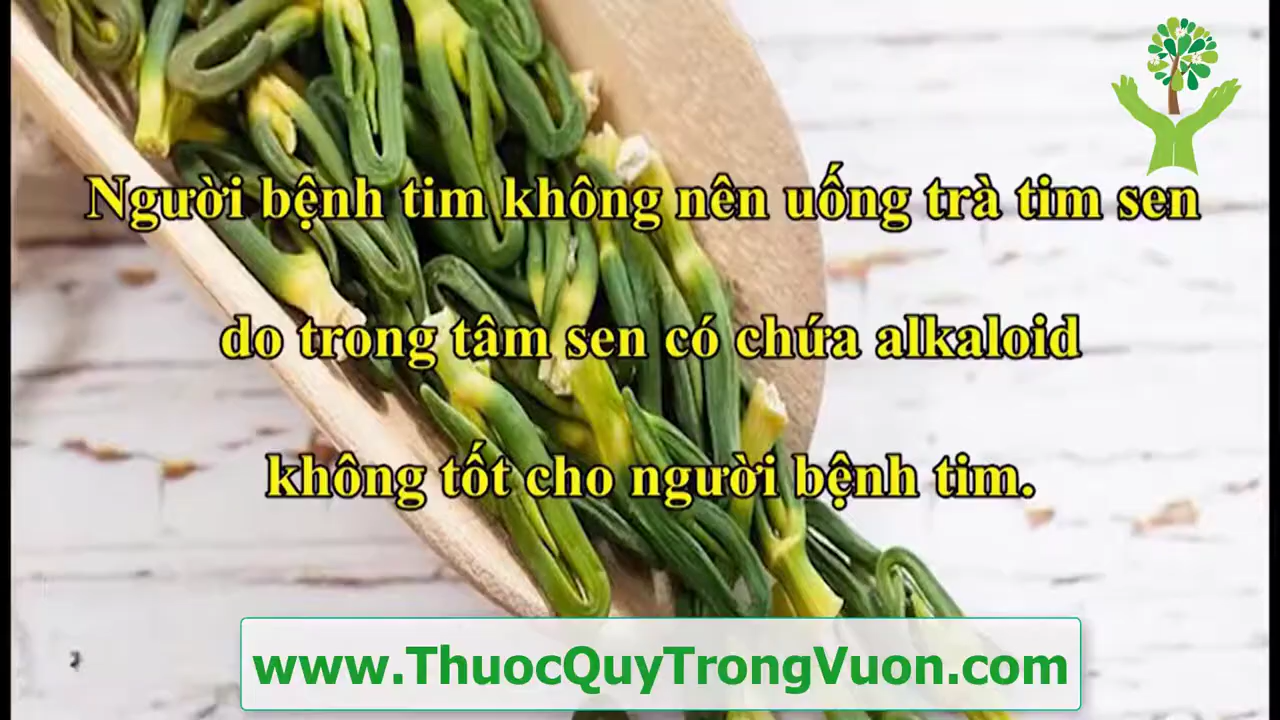 Người bệnh tim không nên uống trà tim sen
do trong tâm sen có chứa alkaloid
không tốt cho người bệnh tim.
www.ThuocQuyTrongVuon.com